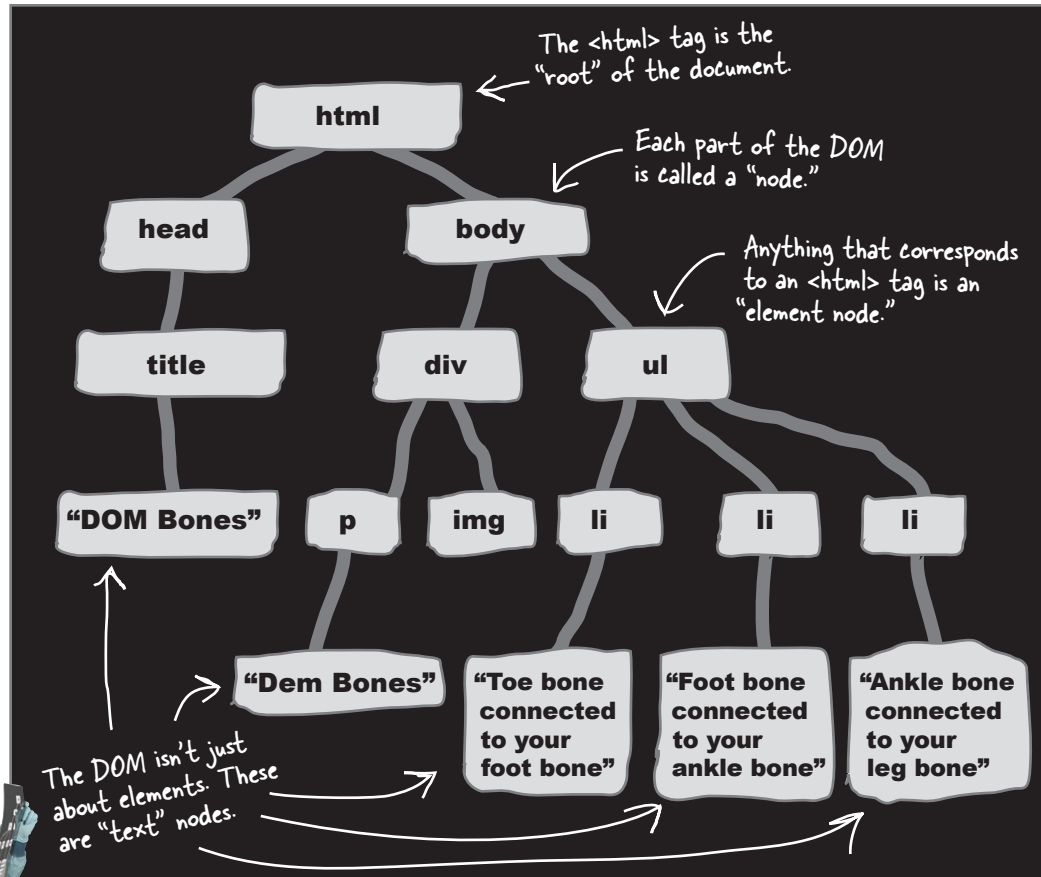 The <html> tag is the
“root” of the document.
html
Each part of the DOM
is called a “node.”
head
body
Anything that corresponds
to an <html> tag is an
“element node.”
title
div
ul
“DOM Bones”
p
img
li
li
li
“Dem Bones”
“Toe bone
connected
to your
foot bone”
“Foot bone
connected
to your
ankle bone”
“Ankle bone
connected
to your
leg bone”
The DOM isn’t just
about elements. These
are “text” nodes.